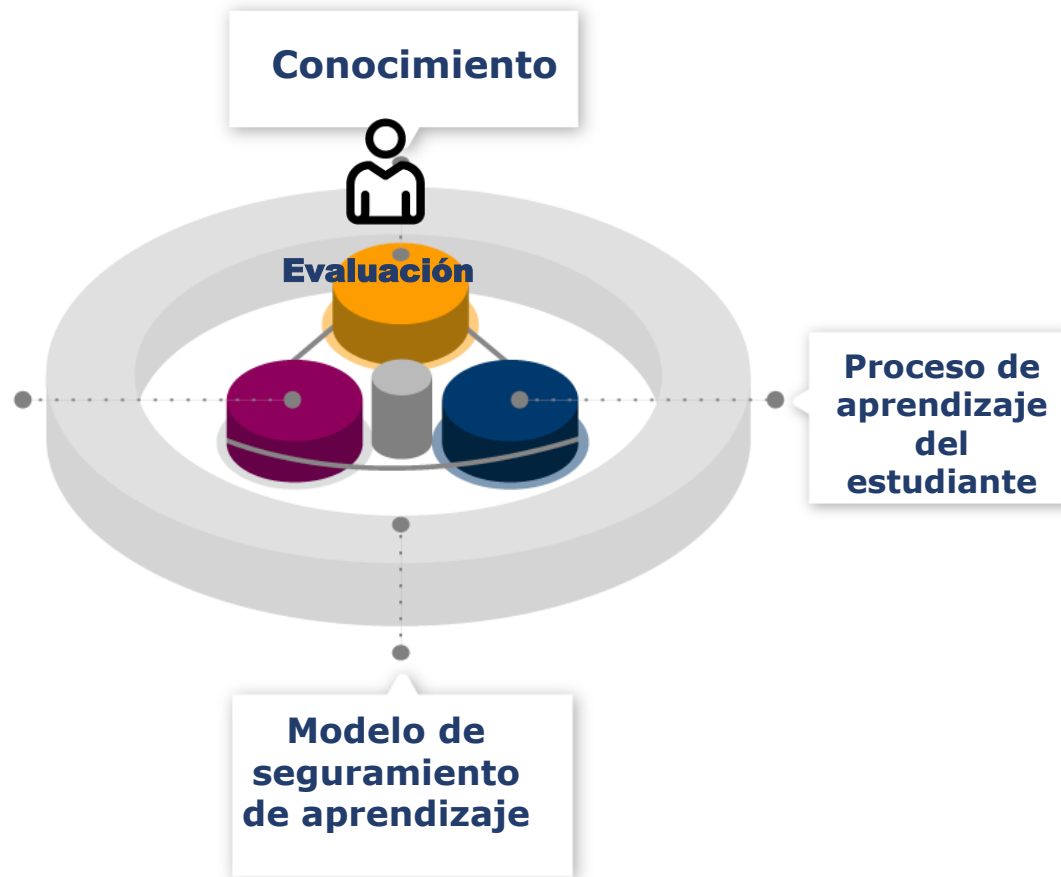 Conocimiento
Evaluación
Proceso de
aprendizaje
del
estudiante
Modelo de
seguramiento
de aprendizaje